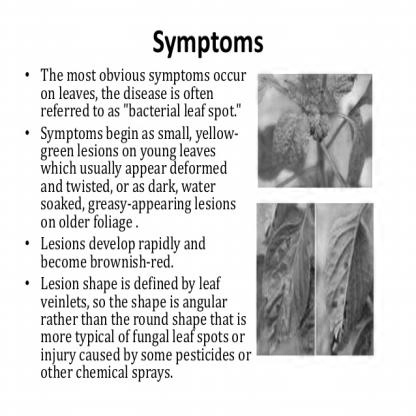 Symptoms
• The most obvious symptoms occur
on leaves, the disease is often
referred to as "bacterial leaf spot."
• Symptoms begin as small, yellow-
green lesions on young leaves
which usually appear deformed
and twisted, or as dark, water
soaked, greasy-appearing lesions
on older foliage .
• Lesions develop rapidly and
become brownish-red.
• Lesion shape is defined by leaf
veinlets, so the shape is angular
rather than the round shape that is
more typical of fungal leaf spots or
injury caused by some pesticides or
other chemical sprays.